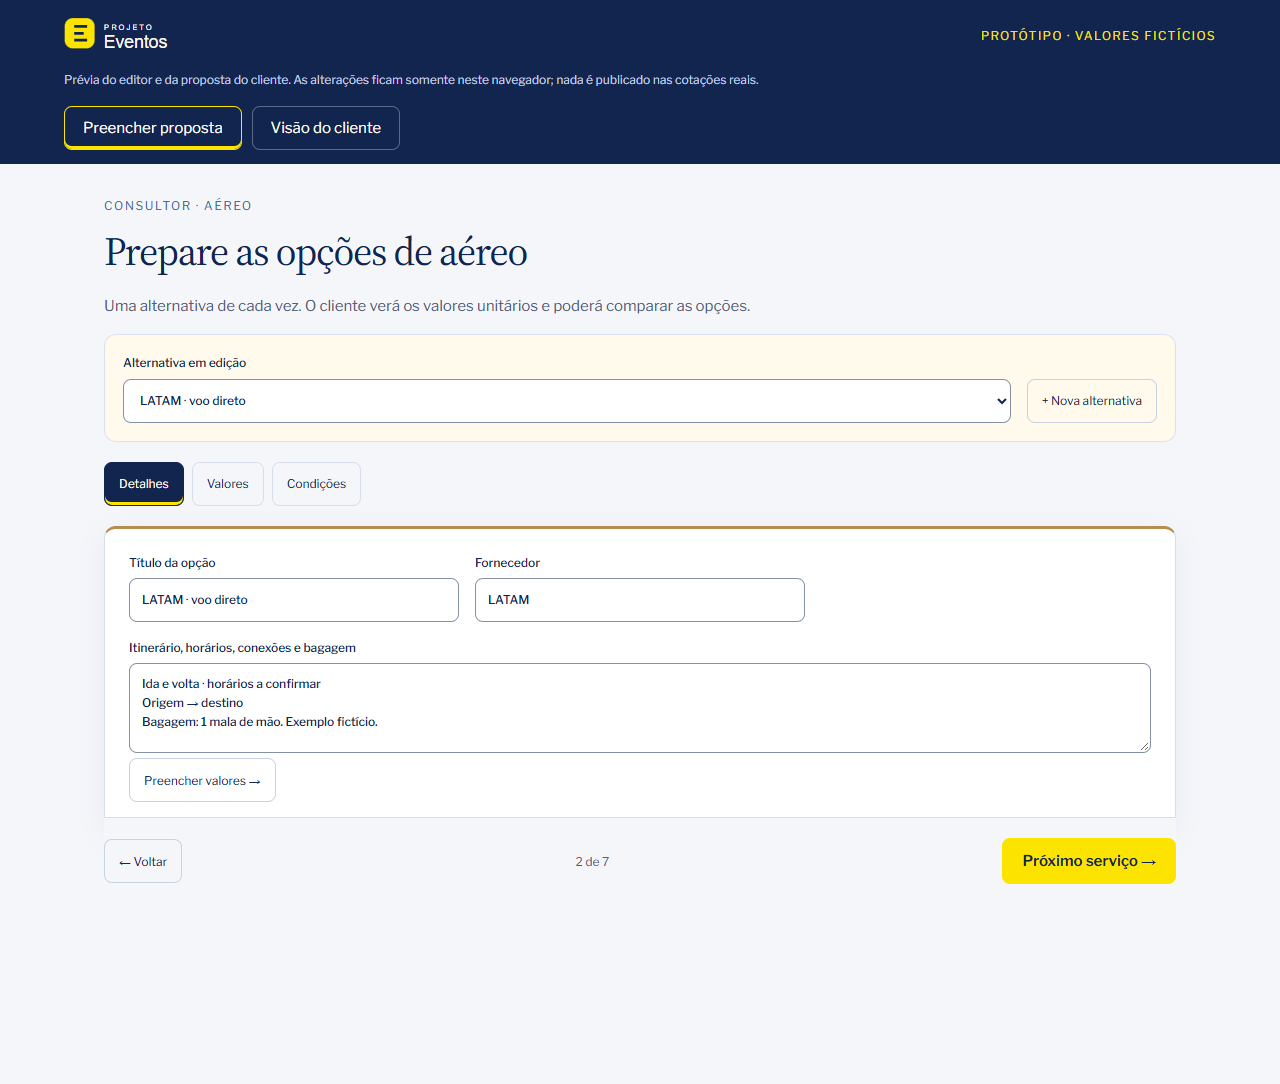 PROJETO
Eventos
PROTÓTIPO · VALORES FICTÍCIOS
Prévia do editor e da proposta do cliente. As alterações ficam somente neste navegador; nada é publicado nas cotações reais.
Preencher proposta
Visão do cliente
CONSULTOR · AÉREO
Prepare as opções de aéreo
Uma alternativa de cada vez. O cliente verá os valores unitários e poderá comparar as opções.
Alternativa em edição
LATAM · voo direto
+ Nova alternativa
Detalhes
Valores
Condições
Título da opção
Fornecedor
LATAM · voo direto
LATAM
Itinerário, horários, conexões e bagagem
Ida e volta · horários a confirmar
Origem → destino
Bagagem: 1 mala de mão. Exemplo fictício.
Preencher valores →
← Voltar
2 de 7
Próximo serviço →